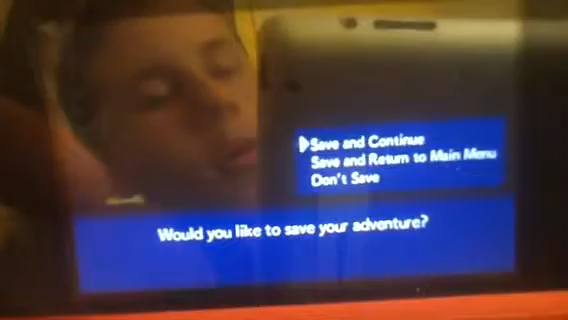 Save and Continue
Save and Return to Main Menu
Don't Save
Would you like to save your adventure?